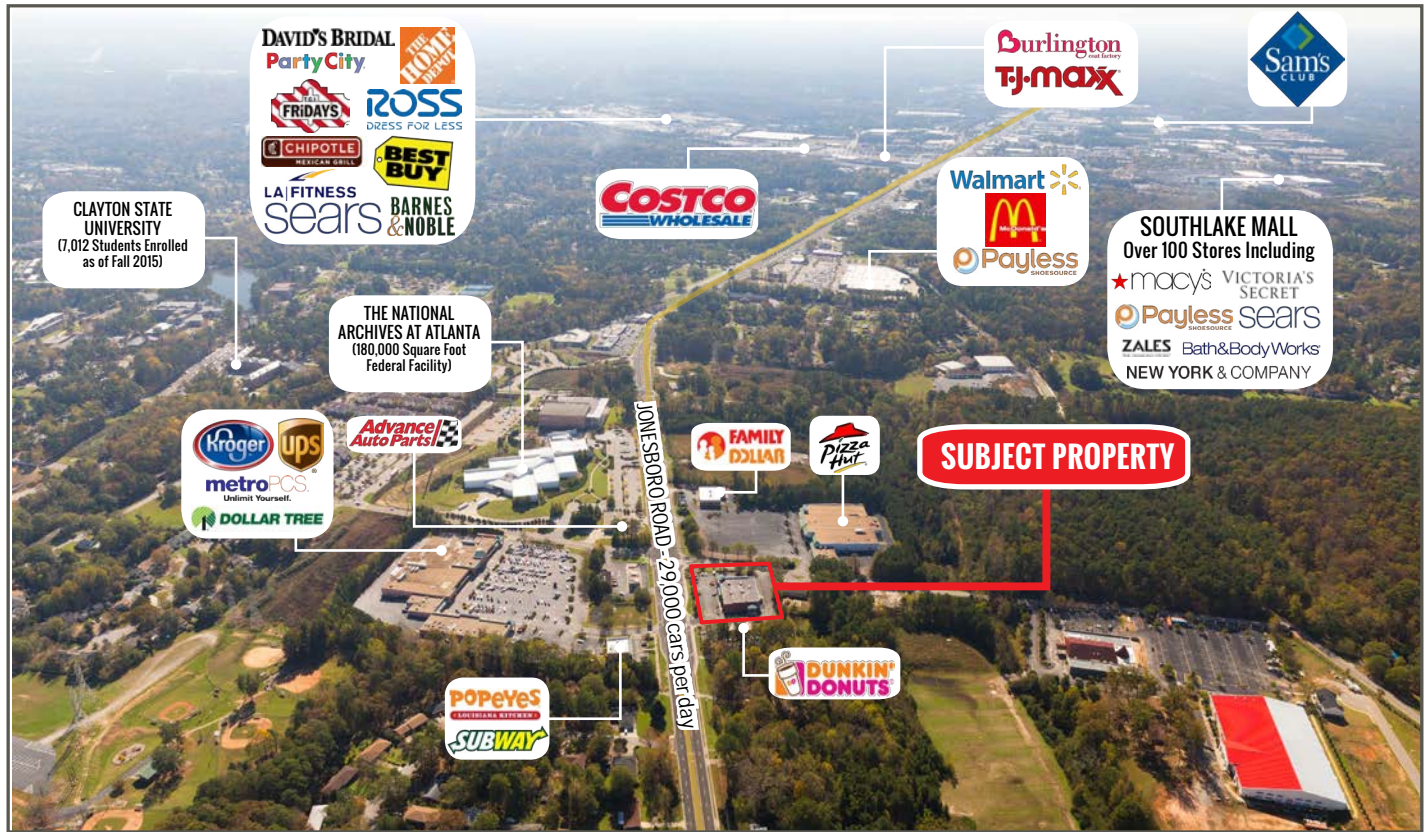 DAVID'S BRIDAL
THE HOME DEPOT
Party City
T.G.I. FRiDAY'S
ROSS
DRESS FOR LESS
CHIPOTLE
MEXICAN GRILL
BEST BUY
LA|FITNESS
sears
BARNES
&NOBLE
Burlington
coat factory
T·J·maxx
Sam's
CLUB
COSTCO
WHOLESALE
Walmart
McDonald's
Payless
SHOESOURCE
CLAYTON STATE
UNIVERSITY
(7,012 Students Enrolled
as of Fall 2015)
SOUTHLAKE MALL
Over 100 Stores Including
macy's
VICTORIA'S
SECRET
Payless
SHOESOURCE
sears
ZALES
Bath&BodyWorks
NEW YORK & COMPANY
THE NATIONAL
ARCHIVES AT ATLANTA
(180,000 Square Foot
Federal Facility)
Kroger
ups
metroPCS.
Unlimit Yourself.
DOLLAR TREE
Advance
Auto Parts
JONESBORO ROAD - 29,000 cars per day
FAMILY
DOLLAR
Pizza
Hut
SUBJECT PROPERTY
DUNKIN'
DONUTS
POPEYES
LOUISIANA KITCHEN
SUBWAY